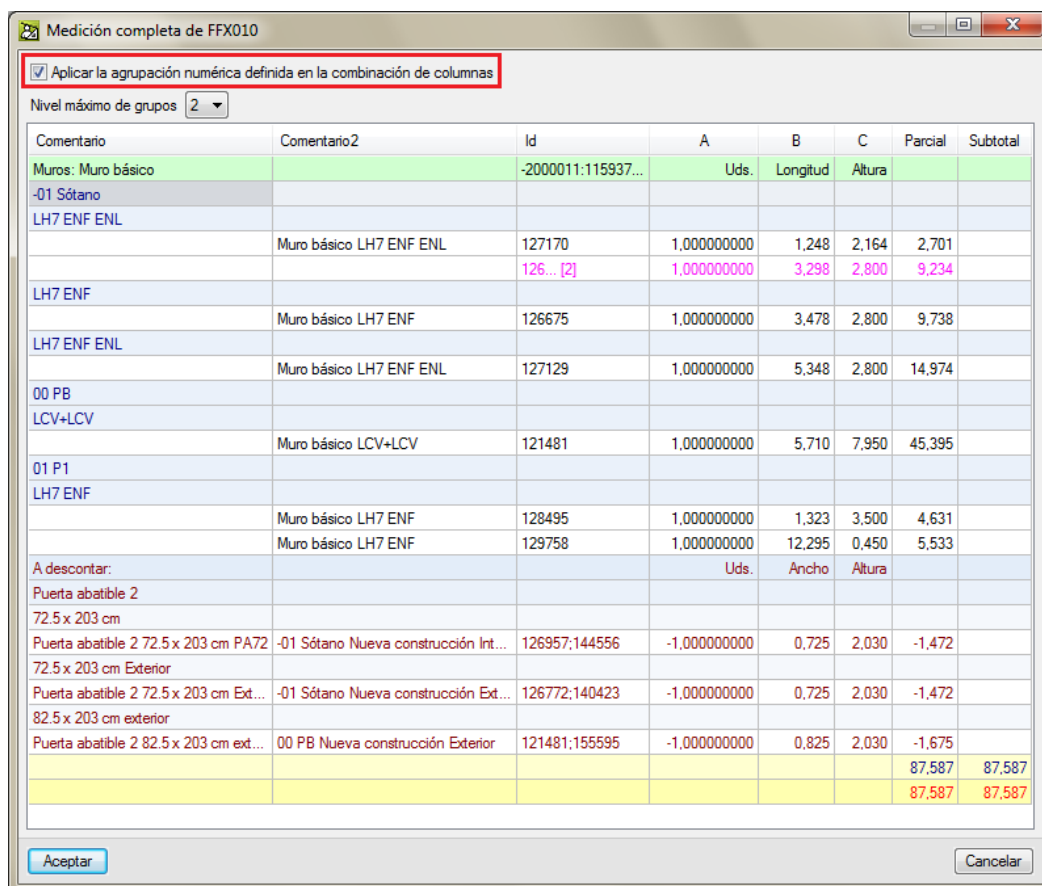 Medición completa de FFX010
Aplicar la agrupación numérica definida en la combinación de columnas
Nivel máximo de grupos 2
Comentario Comentario2 Id A B C Parcial Subtotal
Muros: Muro básico -2000011:115937... Uds. Longitud Altura
-01 Sótano
LH7 ENF ENL
Muro básico LH7 ENF ENL 127170 1,000000000 1,248 2,164 2,701
126... [2] 1,000000000 3,298 2,800 9,234
LH7 ENF
Muro básico LH7 ENF 126675 1,000000000 3,478 2,800 9,738
LH7 ENF ENL
Muro básico LH7 ENF ENL 127129 1,000000000 5,348 2,800 14,974
00 PB
LCV+LCV
Muro básico LCV+LCV 121481 1,000000000 5,710 7,950 45,395
01 P1
LH7 ENF
Muro básico LH7 ENF 128495 1,000000000 1,323 3,500 4,631
Muro básico LH7 ENF 129758 1,000000000 12,295 0,450 5,533
A descontar: Uds. Ancho Altura
Puerta abatible 2
72.5 x 203 cm
Puerta abatible 2 72.5 x 203 cm PA72 -01 Sótano Nueva construcción Int... 126957;144556 -1,000000000 0,725 2,030 -1,472
72.5 x 203 cm Exterior
Puerta abatible 2 72.5 x 203 cm Ext... -01 Sótano Nueva construcción Ext... 126772;140423 -1,000000000 0,725 2,030 -1,472
82.5 x 203 cm exterior
Puerta abatible 2 82.5 x 203 cm ext... 00 PB Nueva construcción Exterior 121481;155595 -1,000000000 0,825 2,030 -1,675
87,587 87,587
87,587 87,587
Aceptar Cancelar